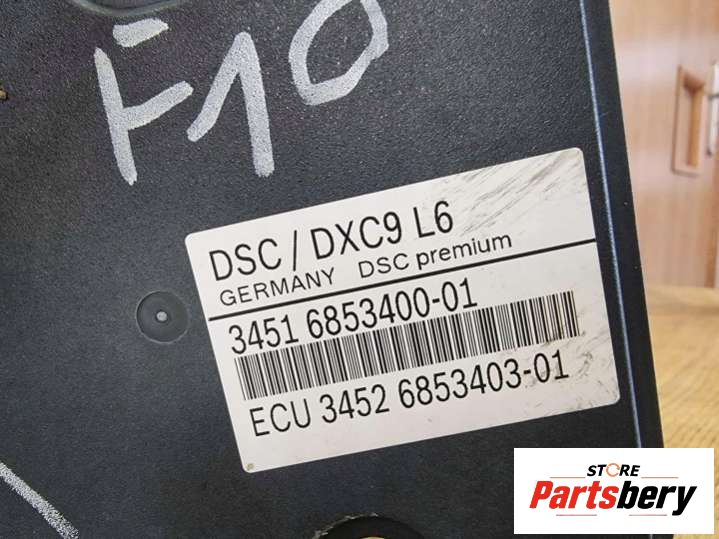 F10
DSC / DXC9 L6
GERMANY DSC premium
3451 6853400-01
ECU 3452 6853403-01
STORE
Partsbery